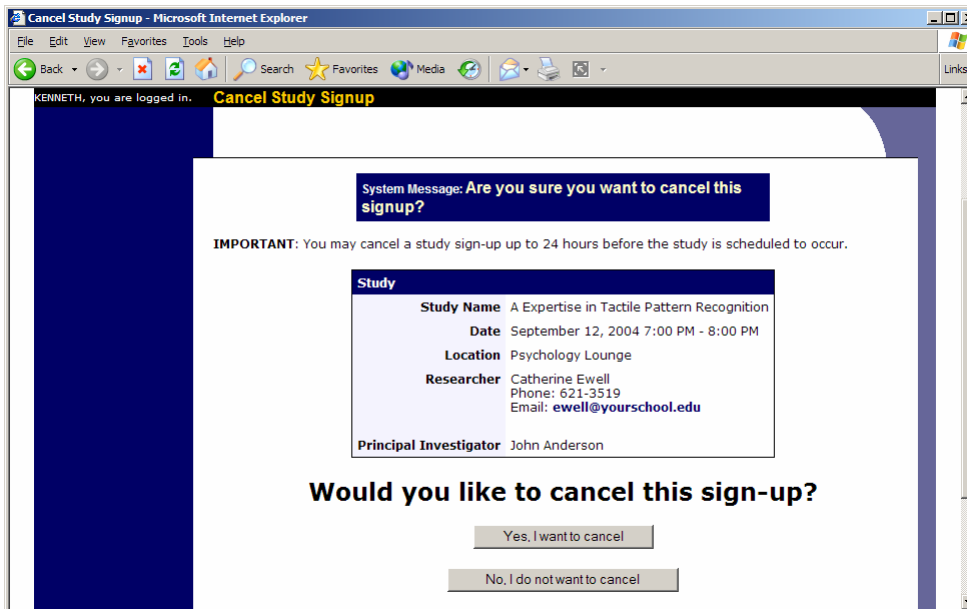 Cancel Study Signup - Microsoft Internet Explorer
File Edit View Favorites Tools Help
Back Search Favorites Media Links
KENNETH, you are logged in. Cancel Study Signup
System Message: Are you sure you want to cancel this
signup?
IMPORTANT: You may cancel a study sign-up up to 24 hours before the study is scheduled to occur.
Study
Study Name A Expertise in Tactile Pattern Recognition
Date September 12, 2004 7:00 PM - 8:00 PM
Location Psychology Lounge
Researcher Catherine Ewell
Phone: 621-3519
Email: ewell@yourschool.edu
Principal Investigator John Anderson
Would you like to cancel this sign-up?
Yes, I want to cancel
No, I do not want to cancel